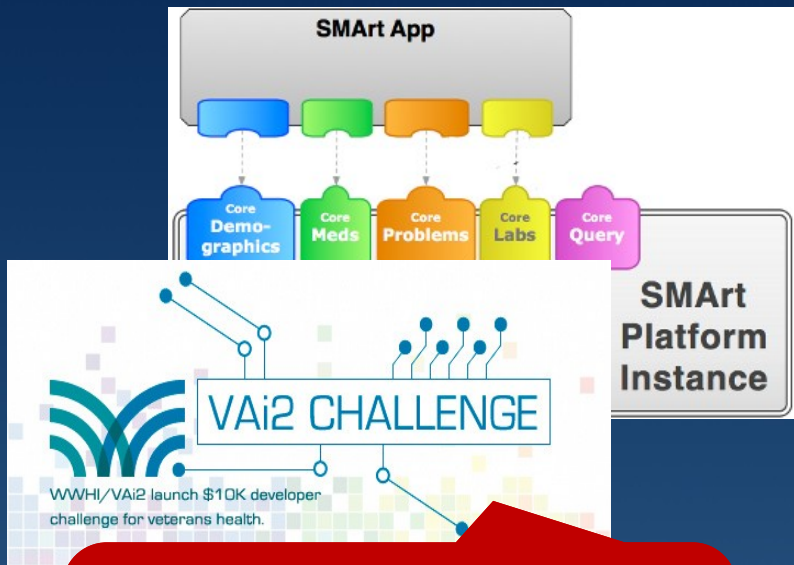 SMArt App
Core
Demo-
graphics
Core
Meds
Core
Problems
Core
Labs
Core
Query
SMArt
Platform
Instance
VAi2 CHALLENGE
WWHI/VAi2 launch $10K developer
challenge for veterans health.